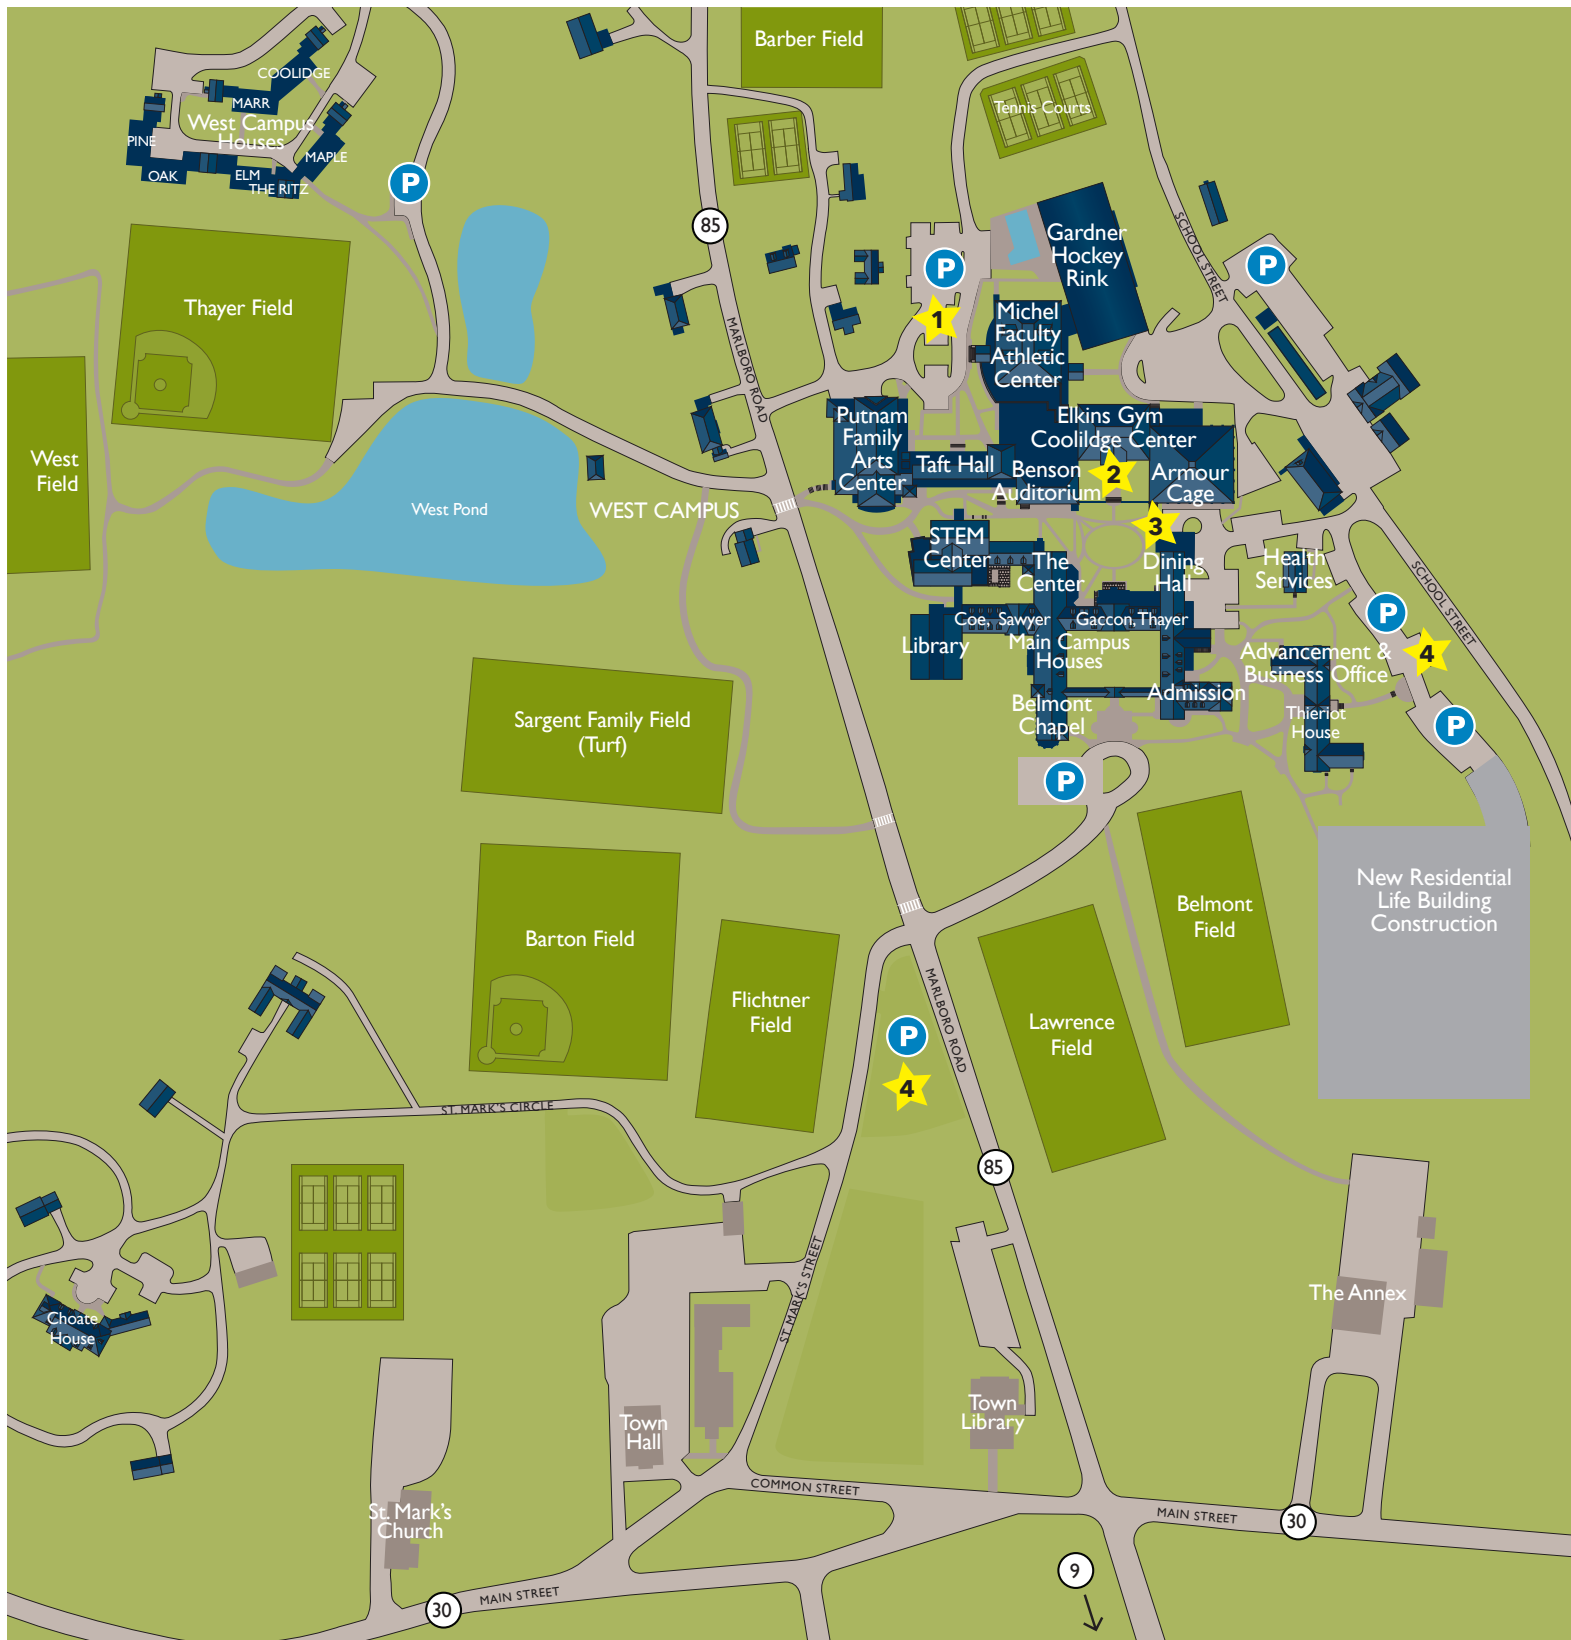 Barber Field
COOLIDGE
MARR
West Campus
Houses
PINE
MAPLE
OAK
ELM
THE RITZ
P
Tennis Courts
85
SCHOOL STREET
Gardner
Hockey
Rink
P
P
1
Thayer Field
Michel
Faculty
Athletic
Center
MARLBORO ROAD
West
Field
Putnam
Family
Arts
Center
Elkins Gym
Coolildge Center
Taft Hall
Benson
Auditorium
2
Armour
Cage
West Pond
WEST CAMPUS
3
STEM
Center
The
Center
Dining
Hall
Health
Services
SCHOOL STREET
P
Coe, Sawyer
Gaccon, Thayer
Library
Main Campus
Houses
Advancement &
Business Office
4
Admission
Belmont
Chapel
Thieriot
House
P
Sargent Family Field
(Turf)
P
New Residential
Life Building
Construction
Belmont
Field
Barton Field
Flichtner
Field
MARLBORO ROAD
Lawrence
Field
P
4
ST. MARK'S CIRCLE
85
ST MARK'S STREET
The Annex
Choate
House
Town
Hall
Town
Library
COMMON STREET
St. Mark's
Church
MAIN STREET
30
9
MAIN STREET
30